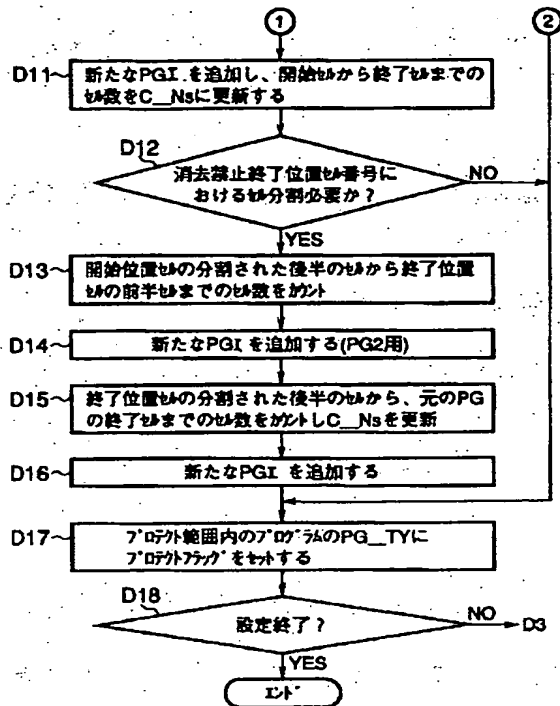 ① ②
D11 新たなPGI を追加し、開始ｾﾙから終了ｾﾙまでの
ｾﾙ数をC__Nsに更新する
D12
消去禁止終了位置ｾﾙ番号に
おけるｾﾙ分割必要か？
NO
YES
D13 開始位置ｾﾙの分割された後半のｾﾙから終了位置
ｾﾙの前半ｾﾙまでのｾﾙ数をｶｳﾝﾄ
D14 新たなPGI を追加する(PG2用)
D15 終了位置ｾﾙの分割された後半のｾﾙから、元のPG
の終了ｾﾙまでのｾﾙ数をｶｳﾝﾄしC__Nsを更新
D16 新たなPGI を追加する
D17 ﾌﾟﾛﾃｸﾄ範囲内のﾌﾟﾛｸﾞﾗﾑのPG__TYに
ﾌﾟﾛﾃｸﾄﾌﾗｯｸﾞをｾｯﾄする
D18
設定終了？
NO
D3
YES
ｴﾝﾄﾞ